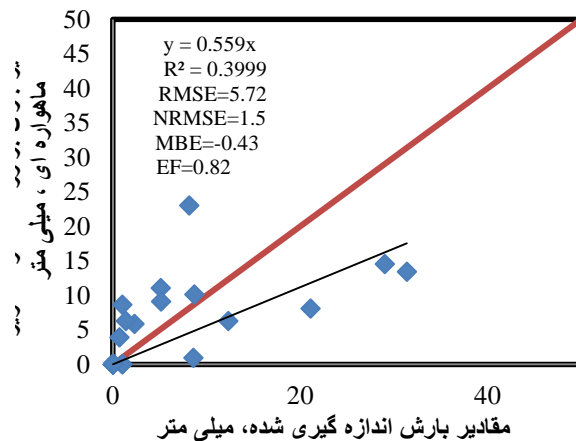 50
45
40
35
30
25
20
15
10
5
0
y = 0.559x
R² = 0.3999
RMSE=5.72
NRMSE=1.5
MBE=-0.43
EF=0.82
ماهواره ای ، میلی متر
0
20
40
مقادیر بارش اندازه گیری شده، میلی متر